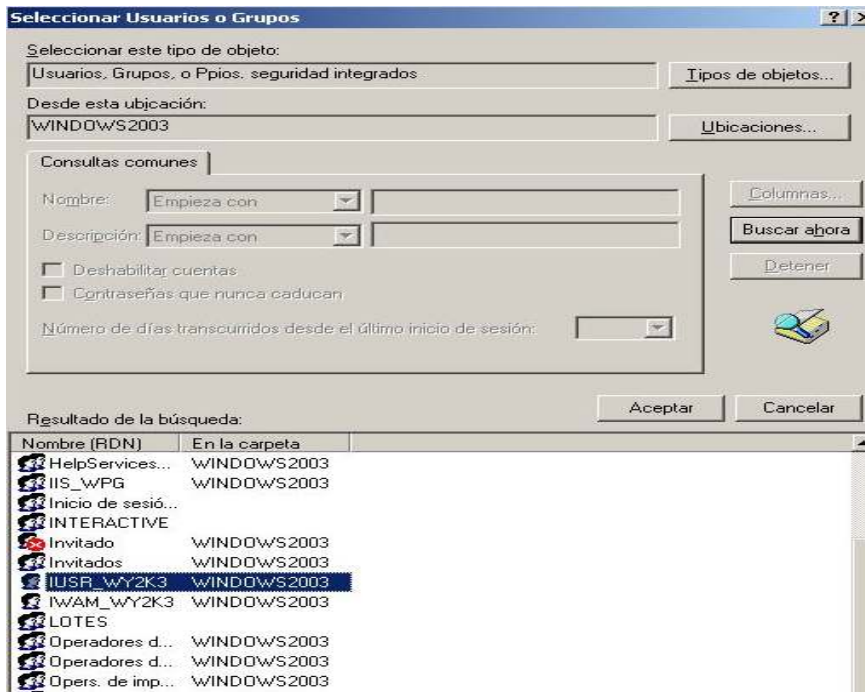 Seleccionar Usuarios o Grupos
Seleccionar este tipo de objeto:
Usuarios, Grupos, o Ppios. seguridad integrados
Tipos de objetos...
Desde esta ubicación:
WINDOWS2003
Ubicaciones...
Consultas comunes
Nombre: Empieza con
Columnas...
Descripción: Empieza con
Buscar ahora
Deshabilitar cuentas
Detener
Contraseñas que nunca caducan
Número de días transcurridos desde el último inicio de sesión:
Aceptar Cancelar
Resultado de la búsqueda:
Nombre (RDN) En la carpeta
HelpServices... WINDOWS2003
IIS_WPG WINDOWS2003
Inicio de sesió...
INTERACTIVE
Invitado WINDOWS2003
Invitados WINDOWS2003
IUSR_WY2K3 WINDOWS2003
IWAM_WY2K3 WINDOWS2003
LOTES
Operadores d... WINDOWS2003
Operadores d... WINDOWS2003
Opers. de imp... WINDOWS2003